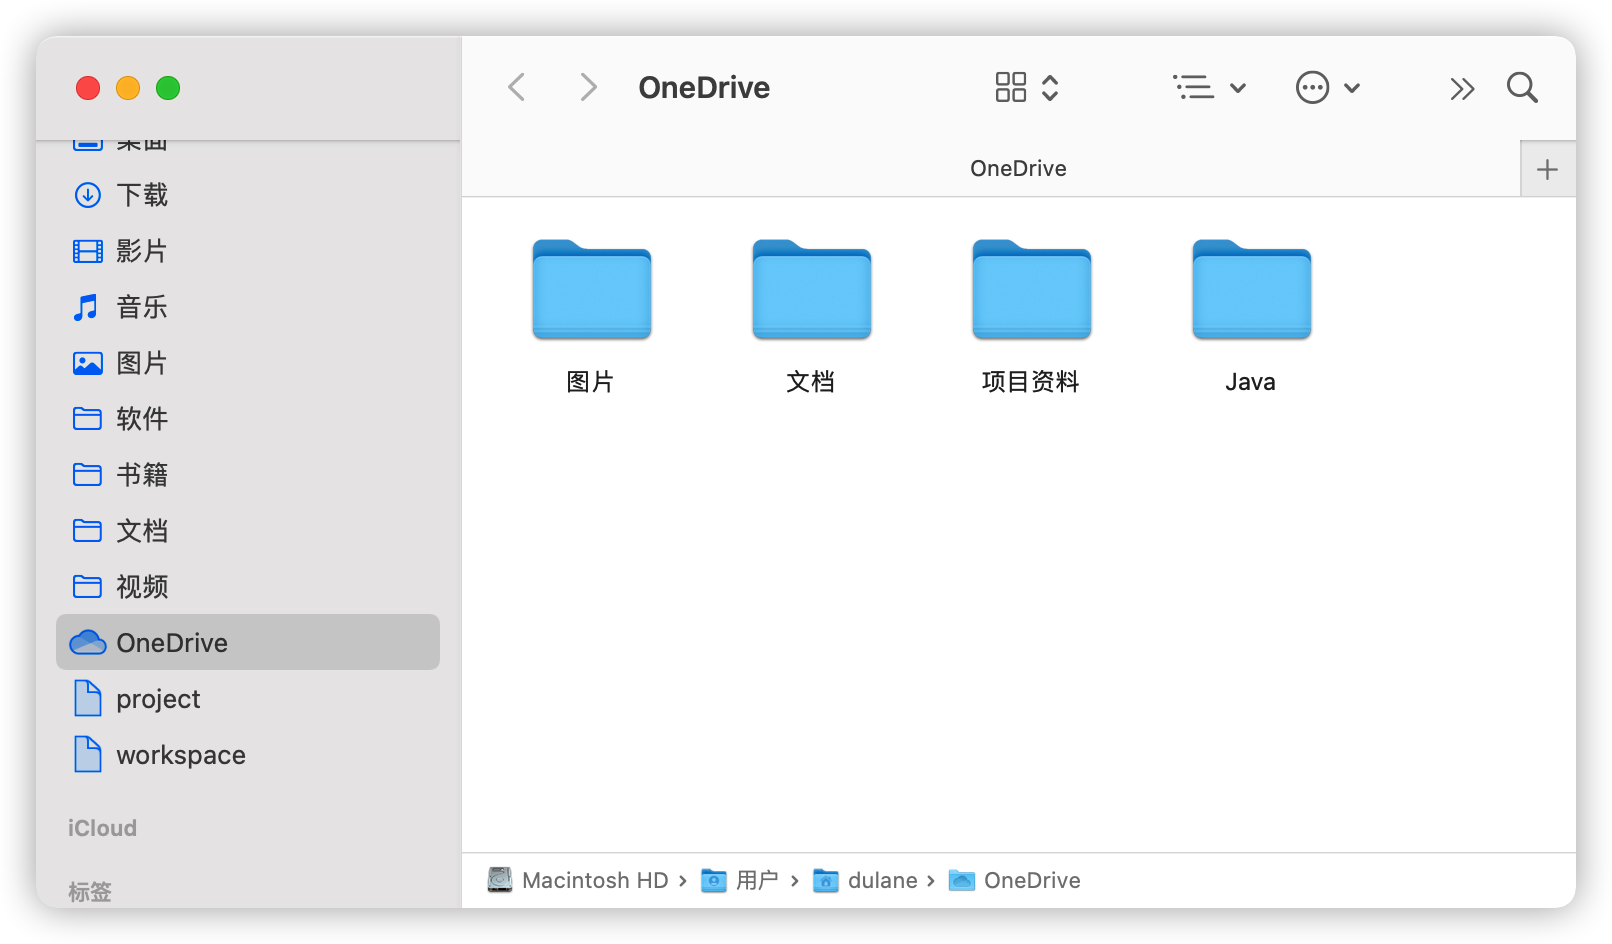 桌面
下载
影片
音乐
图片
软件
书籍
文档
视频
OneDrive
project
workspace
iCloud
标签
OneDrive
OneDrive
图片
文档
项目资料
Java
Macintosh HD › 用户 › dulane › OneDrive